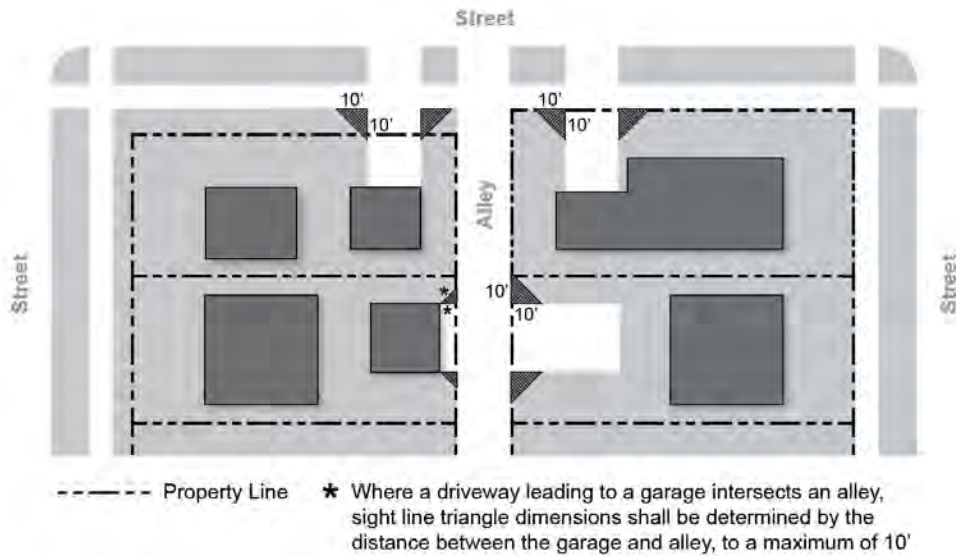 Street
10'
10'
10'
10'
Alley
Street
Street
*
*
10'
10'
Property Line
* Where a driveway leading to a garage intersects an alley,
sight line triangle dimensions shall be determined by the
distance between the garage and alley, to a maximum of 10'